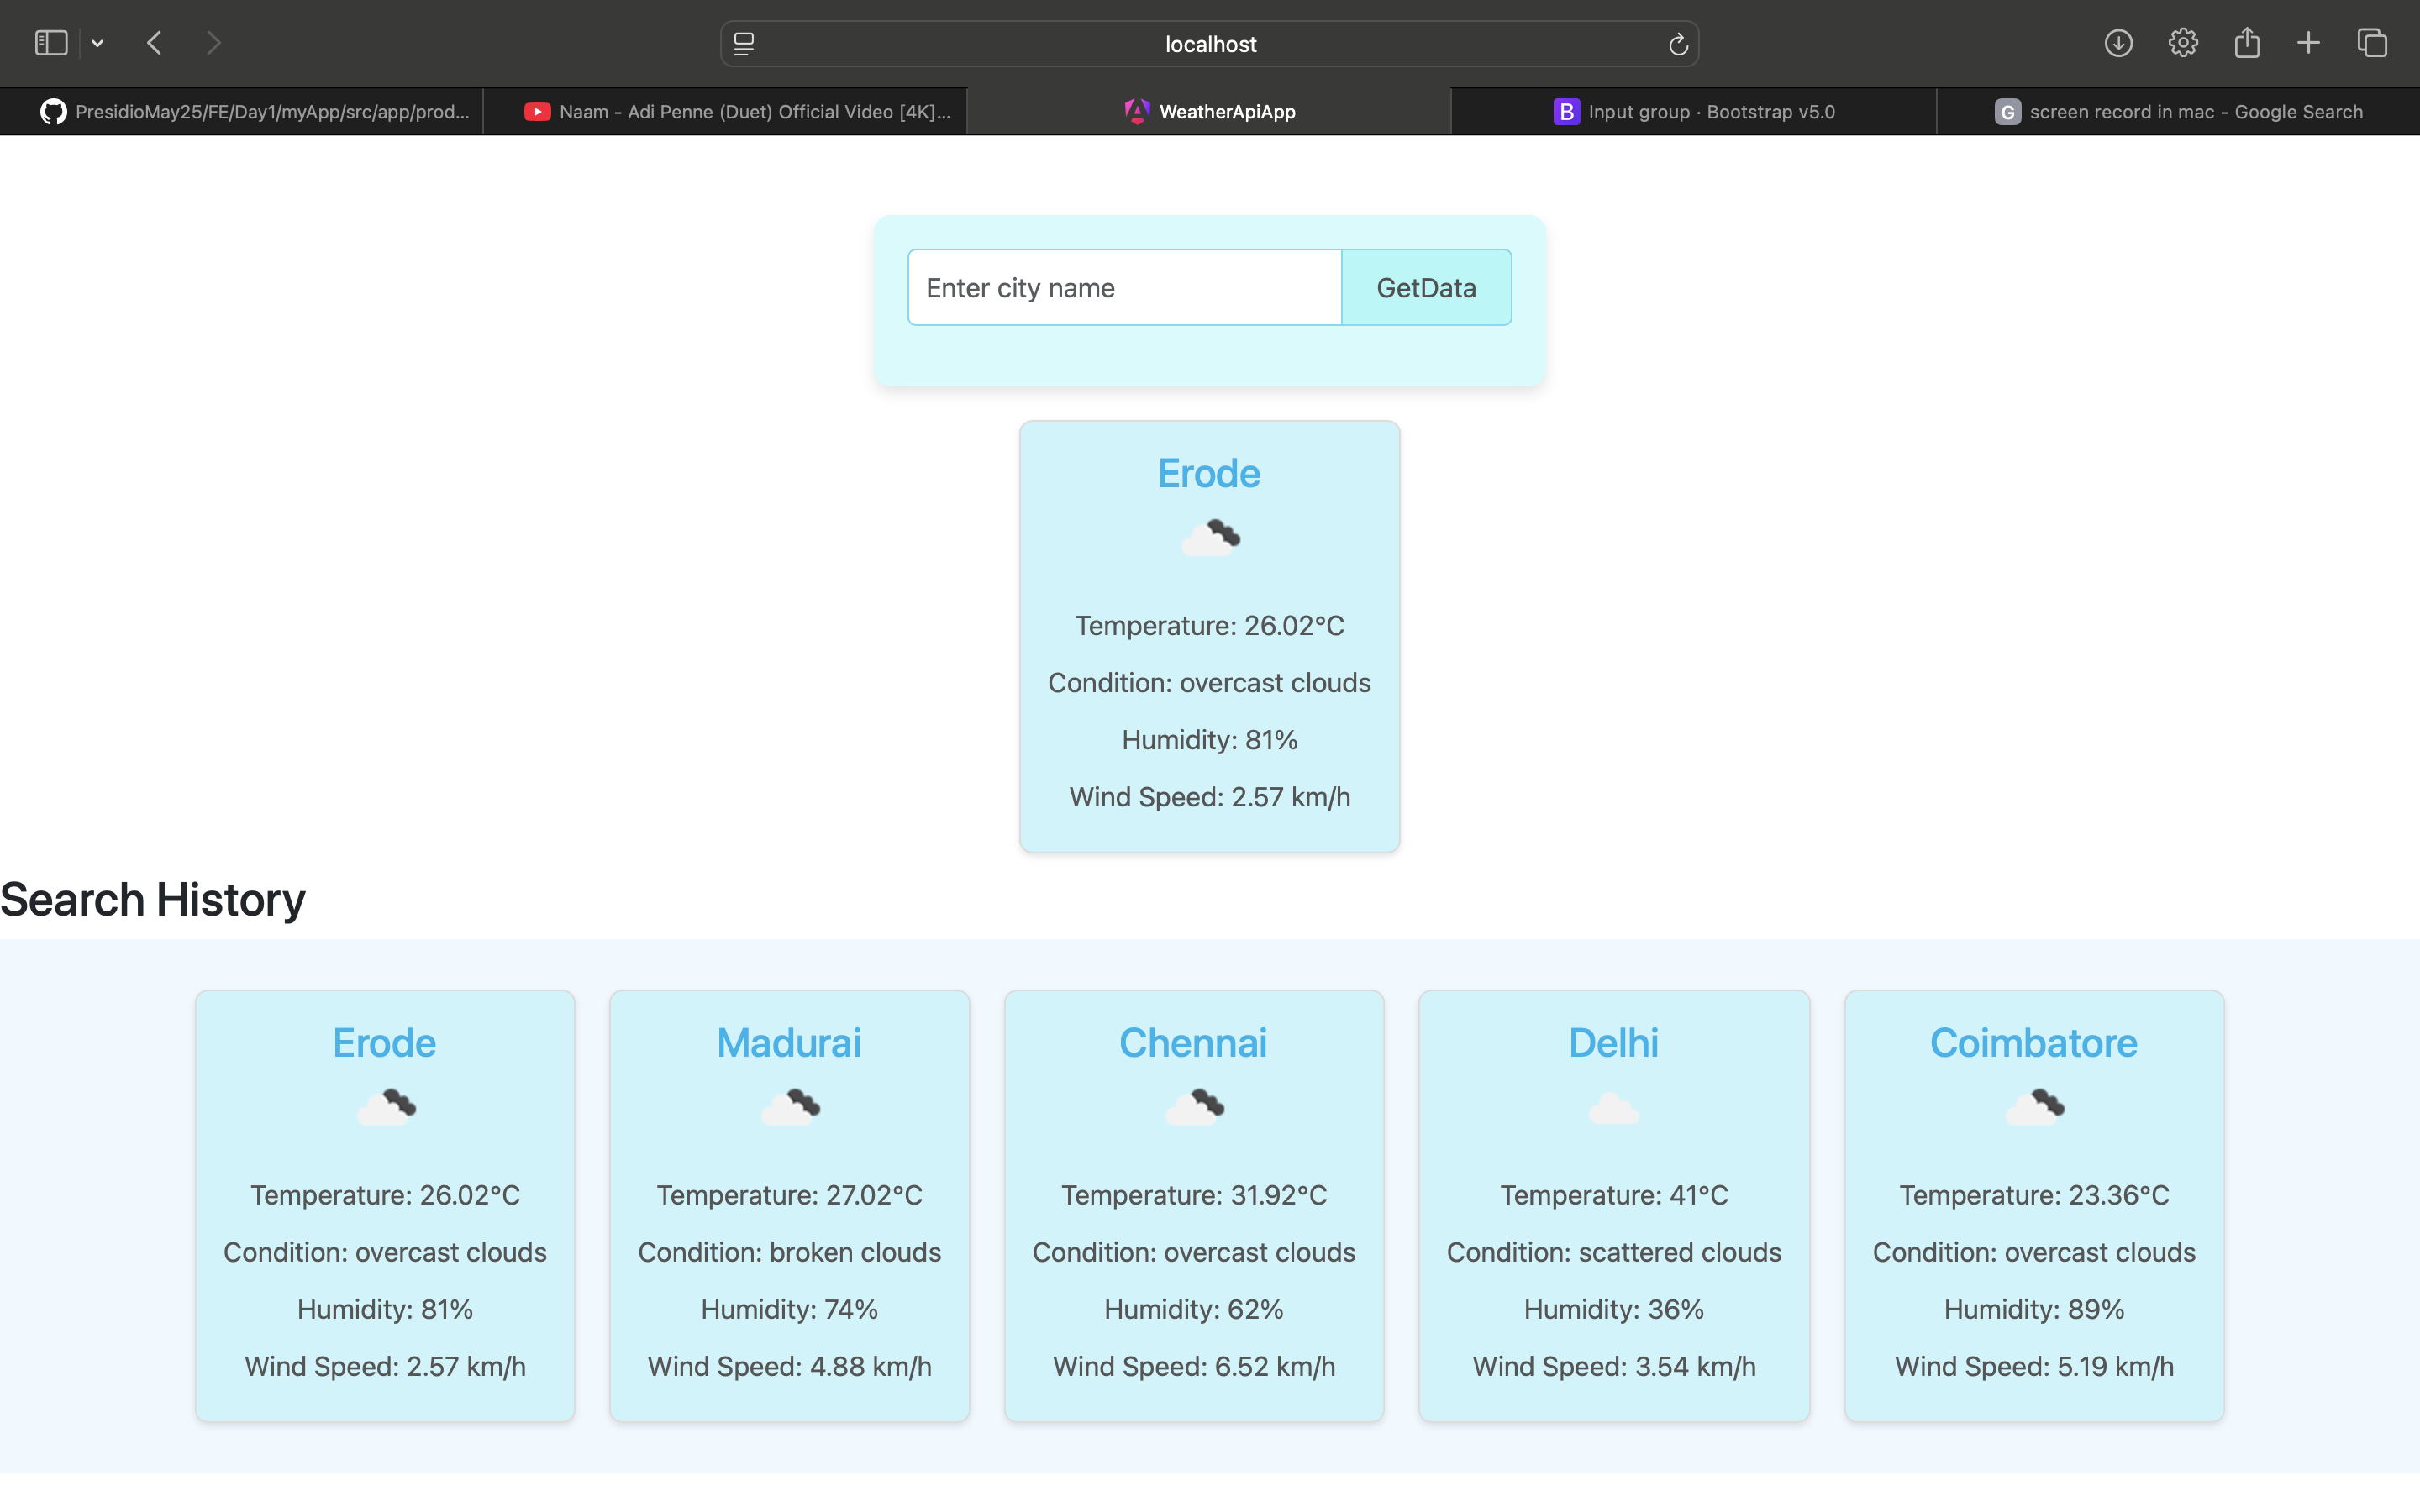 localhost
PresidioMay25/FE/Day1/myApp/src/app/prod...
Naam - Adi Penne (Duet) Official Video [4K]...
WeatherApiApp
B Input group · Bootstrap v5.0
G screen record in mac - Google Search
Enter city name GetData
Erode
Temperature: 26.02°C
Condition: overcast clouds
Humidity: 81%
Wind Speed: 2.57 km/h
Search History
Erode
Temperature: 26.02°C
Condition: overcast clouds
Humidity: 81%
Wind Speed: 2.57 km/h
Madurai
Temperature: 27.02°C
Condition: broken clouds
Humidity: 74%
Wind Speed: 4.88 km/h
Chennai
Temperature: 31.92°C
Condition: overcast clouds
Humidity: 62%
Wind Speed: 6.52 km/h
Delhi
Temperature: 41°C
Condition: scattered clouds
Humidity: 36%
Wind Speed: 3.54 km/h
Coimbatore
Temperature: 23.36°C
Condition: overcast clouds
Humidity: 89%
Wind Speed: 5.19 km/h